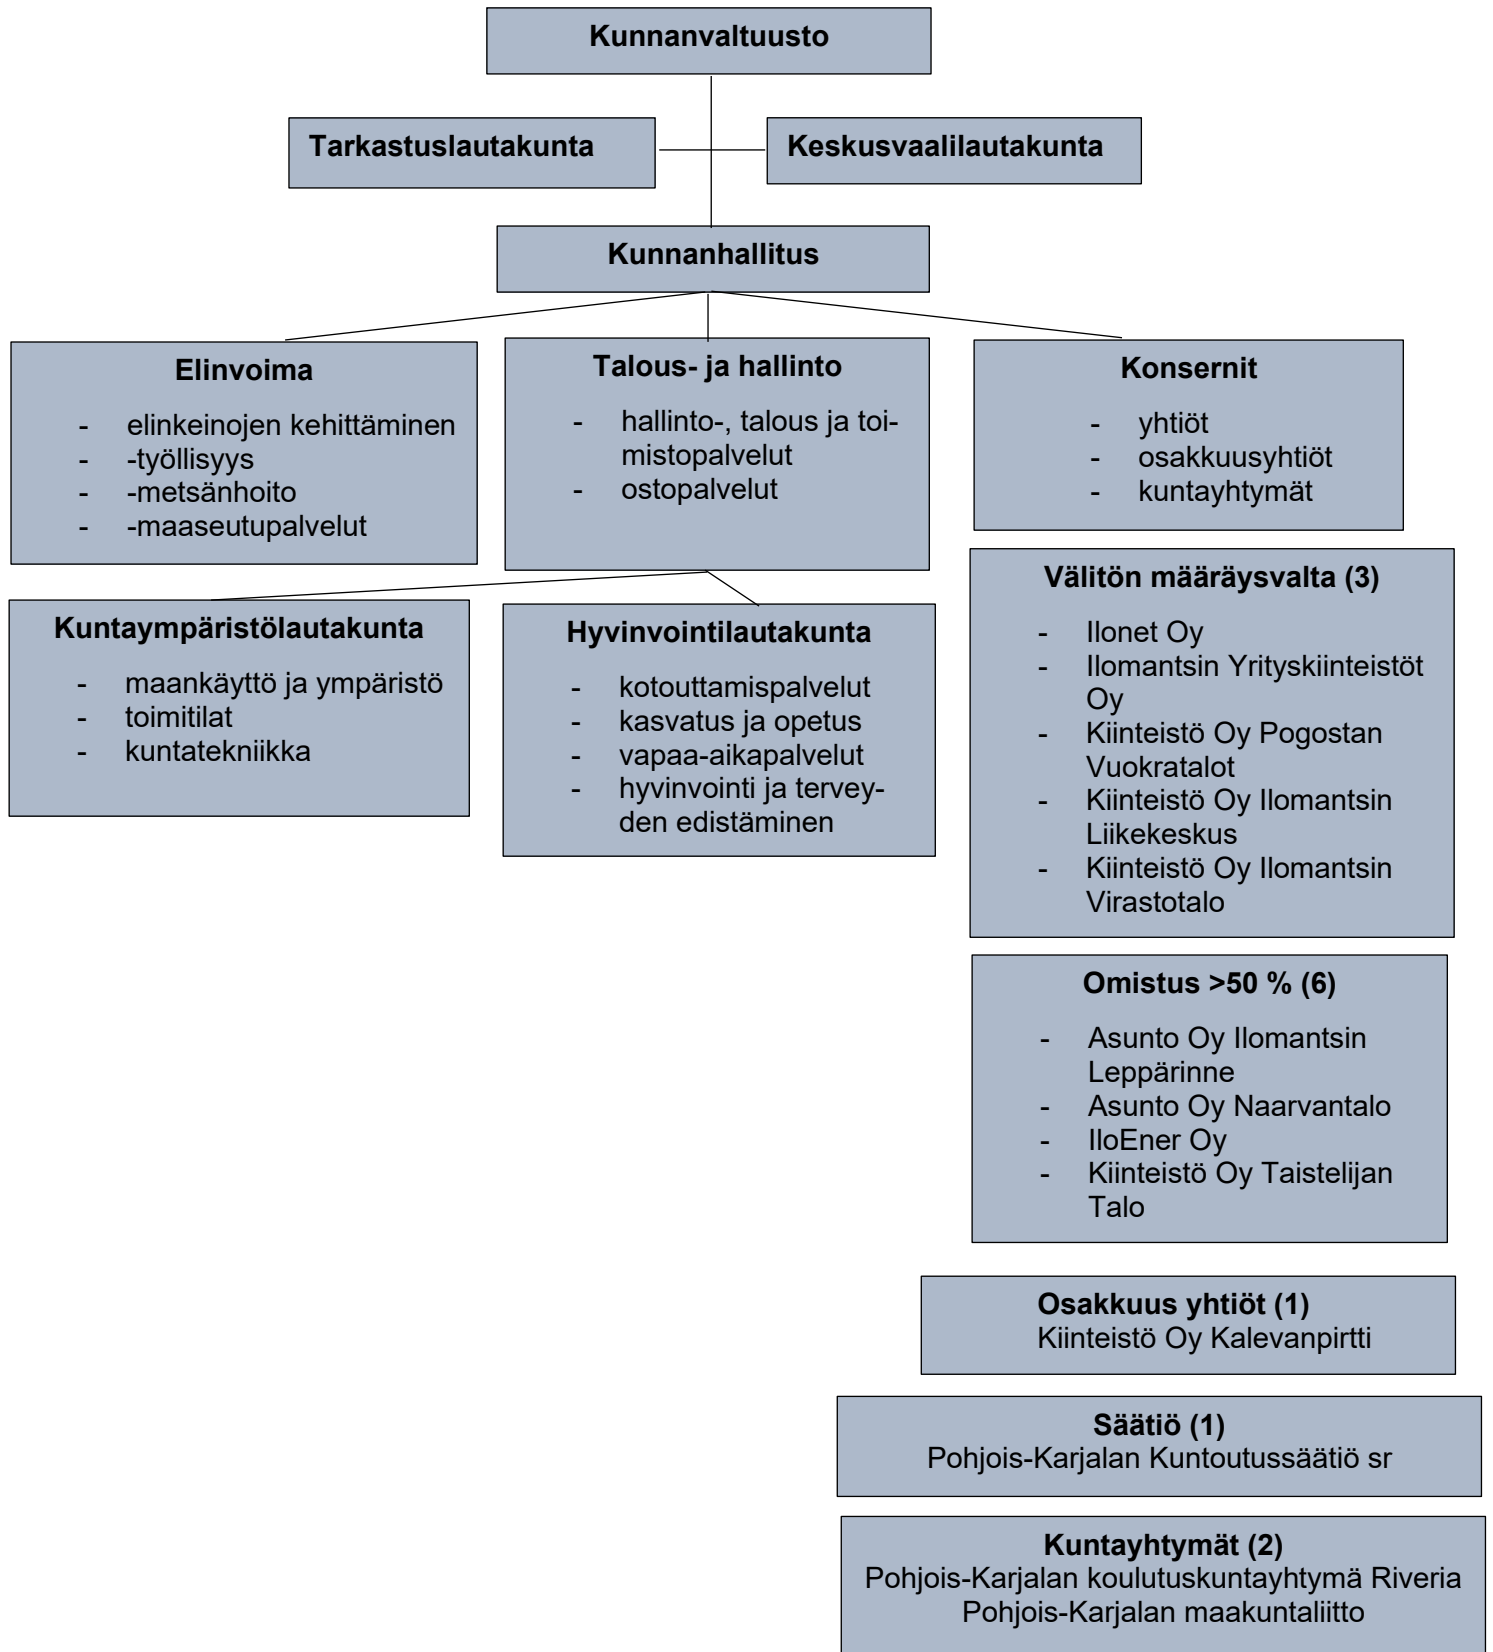 Kunnanvaltuusto
Tarkastuslautakunta
Keskusvaalilautakunta
Kunnanhallitus
Elinvoima
- elinkeinojen kehittäminen
- -työllisyys
- -metsänhoito
- -maaseutupalvelut
Talous- ja hallinto
- hallinto-, talous ja toi-
mistopalvelut
- ostopalvelut
Konsernit
- yhtiöt
- osakkuusyhtiöt
- kuntayhtymät
Kuntaympäristölautakunta
- maankäyttö ja ympäristö
- toimitilat
- kuntatekniikka
Hyvinvointilautakunta
- kotouttamispalvelut
- kasvatus ja opetus
- vapaa-aikapalvelut
- hyvinvointi ja tervey-
den edistäminen
Välitön määräysvalta (3)
- Ilonet Oy
- Ilomantsin Yrityskiinteistöt
Oy
- Kiinteistö Oy Pogostan
Vuokratalot
- Kiinteistö Oy Ilomantsin
Liikekeskus
- Kiinteistö Oy Ilomantsin
Virastotalo
Omistus >50 % (6)
- Asunto Oy Ilomantsin
Leppärinne
- Asunto Oy Naarvantalo
- IloEner Oy
- Kiinteistö Oy Taistelijan
Talo
Osakkuus yhtiöt (1)
Kiinteistö Oy Kalevanpirtti
Säätiö (1)
Pohjois-Karjalan Kuntoutussäätiö sr
Kuntayhtymät (2)
Pohjois-Karjalan koulutuskuntayhtymä Riveria
Pohjois-Karjalan maakuntaliitto